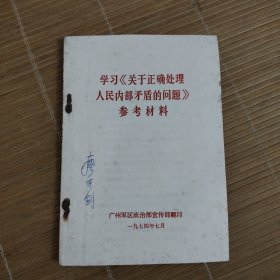 学习《关于正确处理
人民内部矛盾的问题》
参考材料
广州军区政治部宣传部翻印
一九七四年七月